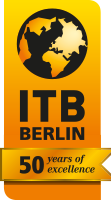 ITB
BERLIN
50 years of
excellence